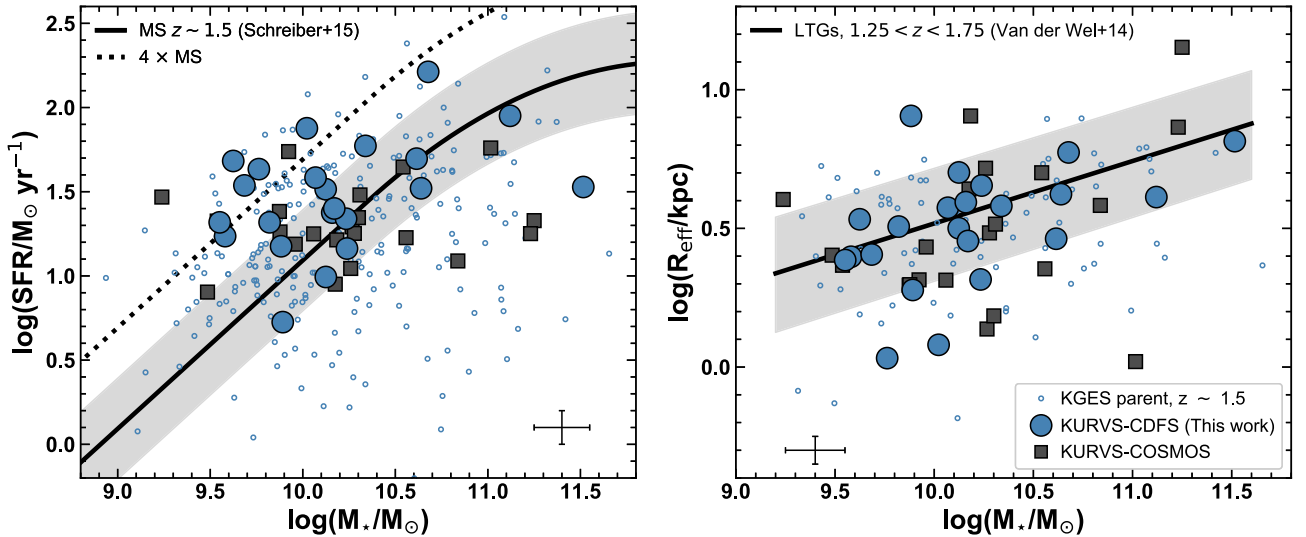 MS z ~ 1.5 (Schreiber+15)
4 × MS
2.5
2.0
1.5
1.0
0.5
0.0
log(SFR/M⊙ yr⁻¹)
9.0 9.5 10.0 10.5 11.0 11.5
log(M⋆/M⊙)
LTGs, 1.25 < z < 1.75 (Van der Wel+14)
1.0
0.5
0.0
log(Reff/kpc)
KGES parent, z ~ 1.5
KURVS-CDFS (This work)
KURVS-COSMOS
9.0 9.5 10.0 10.5 11.0 11.5
log(M⋆/M⊙)